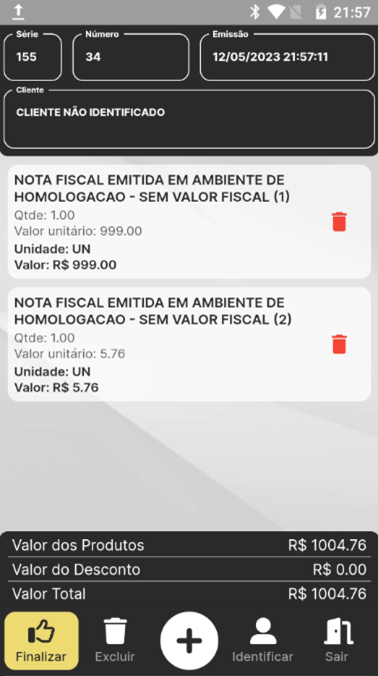 21:57
Série
155
Número
34
Emissão
12/05/2023 21:57:11
Cliente
CLIENTE NÃO IDENTIFICADO
NOTA FISCAL EMITIDA EM AMBIENTE DE
HOMOLOGACAO - SEM VALOR FISCAL (1)
Qtde: 1.00
Valor unitário: 999.00
Unidade: UN
Valor: R$ 999.00
NOTA FISCAL EMITIDA EM AMBIENTE DE
HOMOLOGACAO - SEM VALOR FISCAL (2)
Qtde: 1.00
Valor unitário: 5.76
Unidade: UN
Valor: R$ 5.76
Valor dos Produtos R$ 1004.76
Valor do Desconto R$ 0.00
Valor Total R$ 1004.76
Finalizar
Excluir
Identificar
Sair